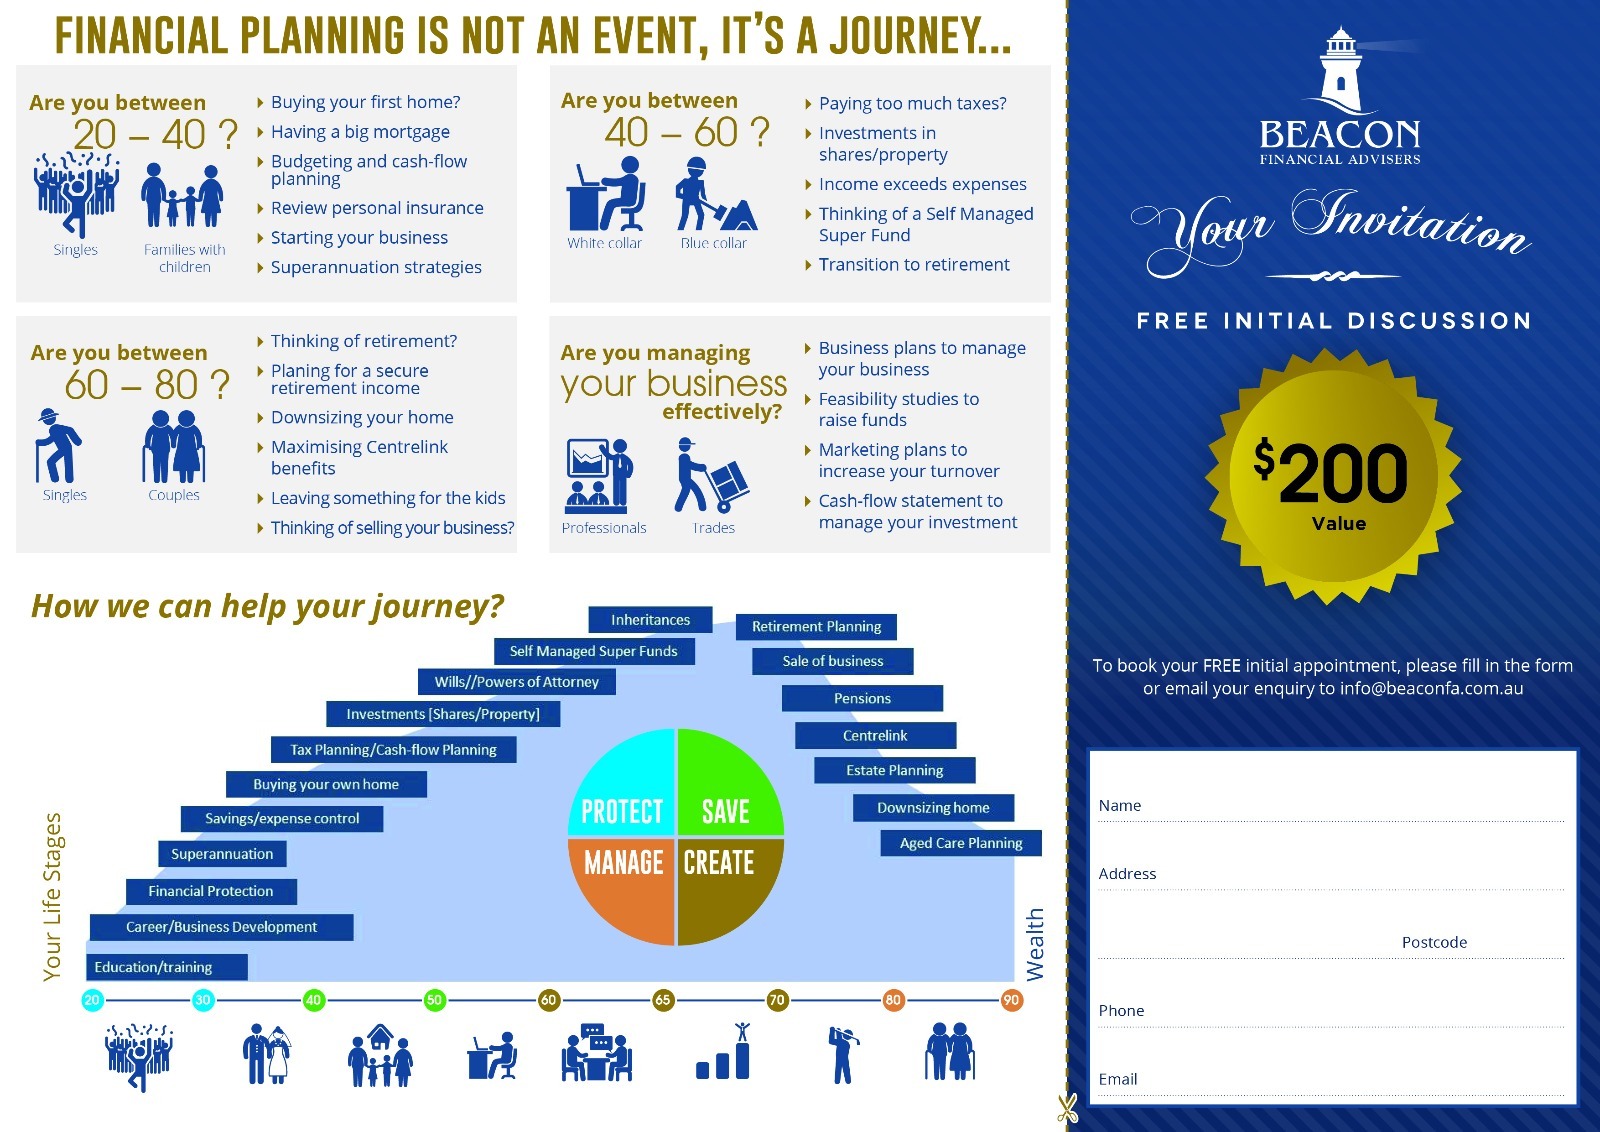 FINANCIAL PLANNING IS NOT AN EVENT, IT'S A JOURNEY...
Are you between
20 – 40 ?
Singles
Families with
children
Buying your first home?
Having a big mortgage
Budgeting and cash-flow
planning
Review personal insurance
Starting your business
Superannuation strategies
Are you between
40 – 60 ?
White collar
Blue collar
Paying too much taxes?
Investments in
shares/property
Income exceeds expenses
Thinking of a Self Managed
Super Fund
Transition to retirement
Are you between
60 – 80 ?
Singles
Couples
Thinking of retirement?
Planing for a secure
retirement income
Downsizing your home
Maximising Centrelink
benefits
Leaving something for the kids
Thinking of selling your business?
Are you managing
your business
effectively?
Professionals
Trades
Business plans to manage
your business
Feasibility studies to
raise funds
Marketing plans to
increase your turnover
Cash-flow statement to
manage your investment
How we can help your journey?
Inheritances
Self Managed Super Funds
Wills//Powers of Attorney
Investments [Shares/Property]
Tax Planning/Cash-flow Planning
Buying your own home
Savings/expense control
Superannuation
Financial Protection
Career/Business Development
Education/training
Retirement Planning
Sale of business
Pensions
Centrelink
Estate Planning
Downsizing home
Aged Care Planning
PROTECT
SAVE
MANAGE
CREATE
Your Life Stages
Wealth
20 30 40 50 60 65 70 80 90
BEACON
FINANCIAL ADVISERS
Your Invitation
FREE INITIAL DISCUSSION
$200
Value
To book your FREE initial appointment, please fill in the form
or email your enquiry to info@beaconfa.com.au
Name
Address
Postcode
Phone
Email